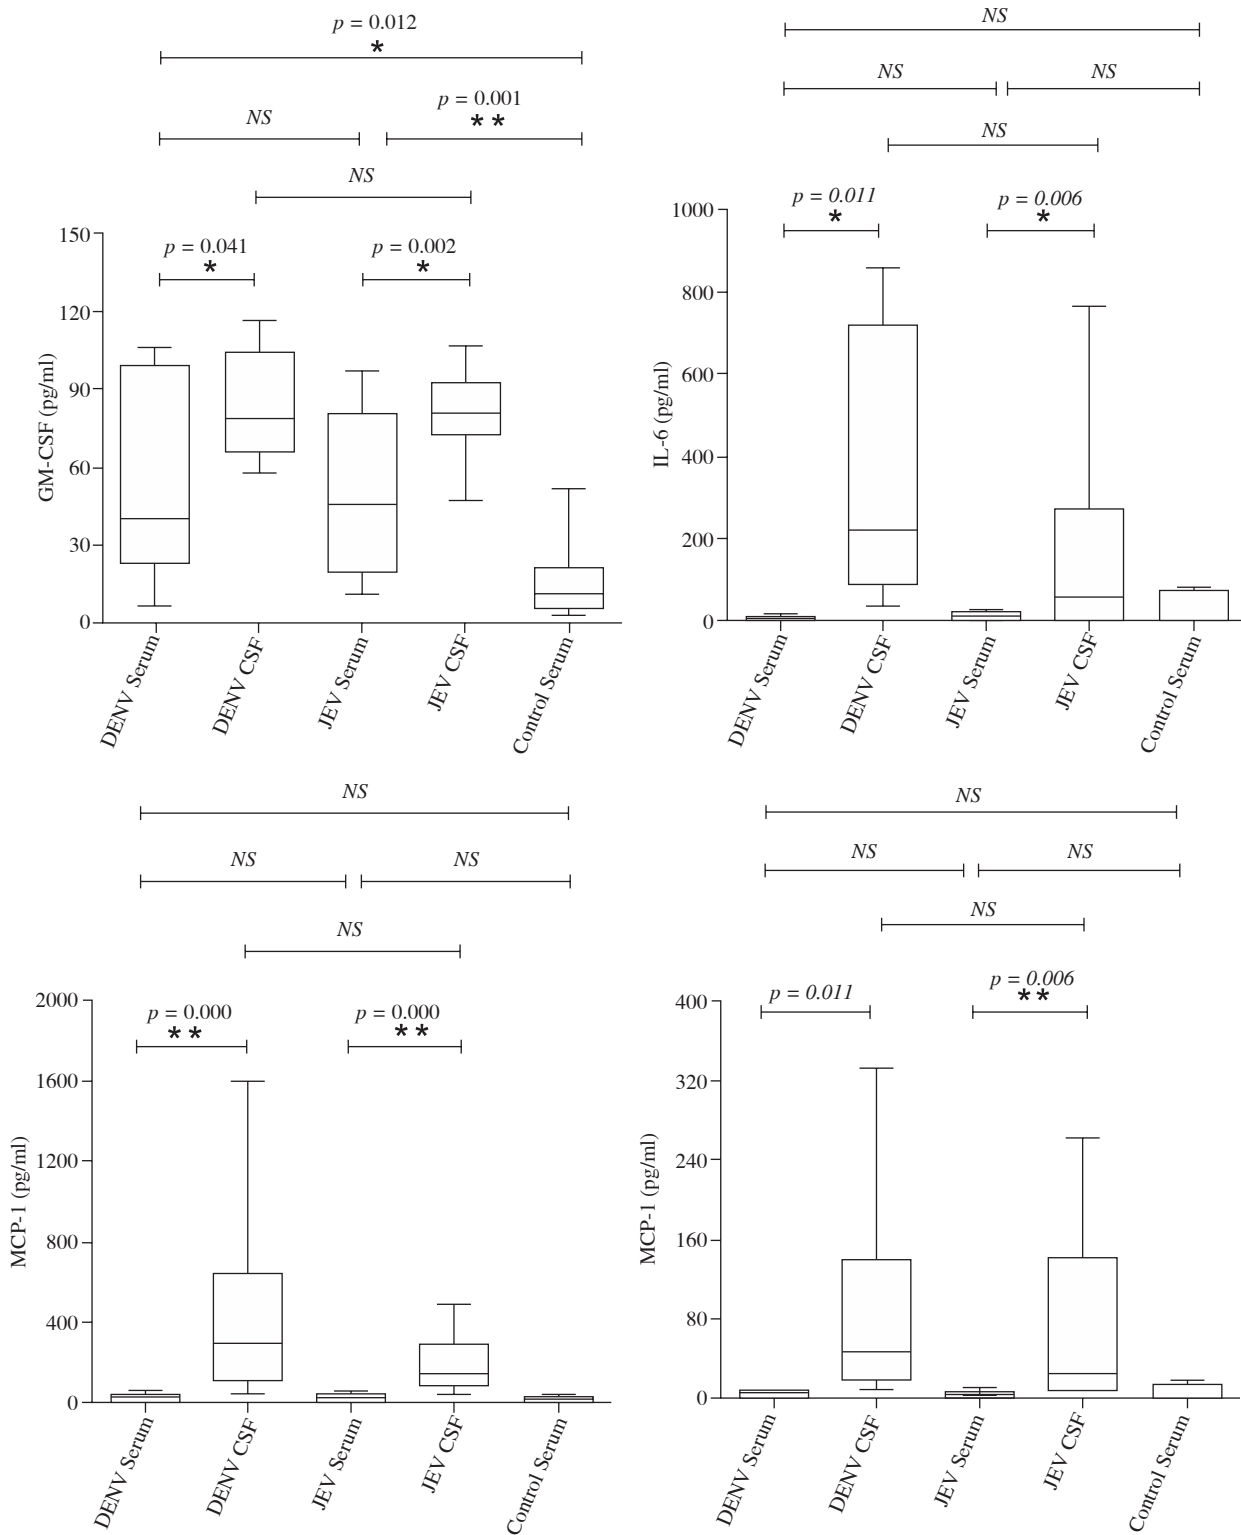 p = 0.012
*
NS
p = 0.001
**
NS
p = 0.041
*
p = 0.002
*
GM-CSF (pg/ml)
150
120
90
60
30
0
DENV Serum
DENV CSF
JEV Serum
JEV CSF
Control Serum
NS
NS
NS
NS
p = 0.011
*
p = 0.006
*
IL-6 (pg/ml)
1000
800
600
400
200
0
DENV Serum
DENV CSF
JEV Serum
JEV CSF
Control Serum
NS
NS
NS
NS
p = 0.000
**
p = 0.000
**
MCP-1 (pg/ml)
2000
1600
1200
800
400
0
DENV Serum
DENV CSF
JEV Serum
JEV CSF
Control Serum
NS
NS
NS
NS
p = 0.011
p = 0.006
**
MCP-1 (pg/ml)
400
320
240
160
80
0
DENV Serum
DENV CSF
JEV Serum
JEV CSF
Control Serum